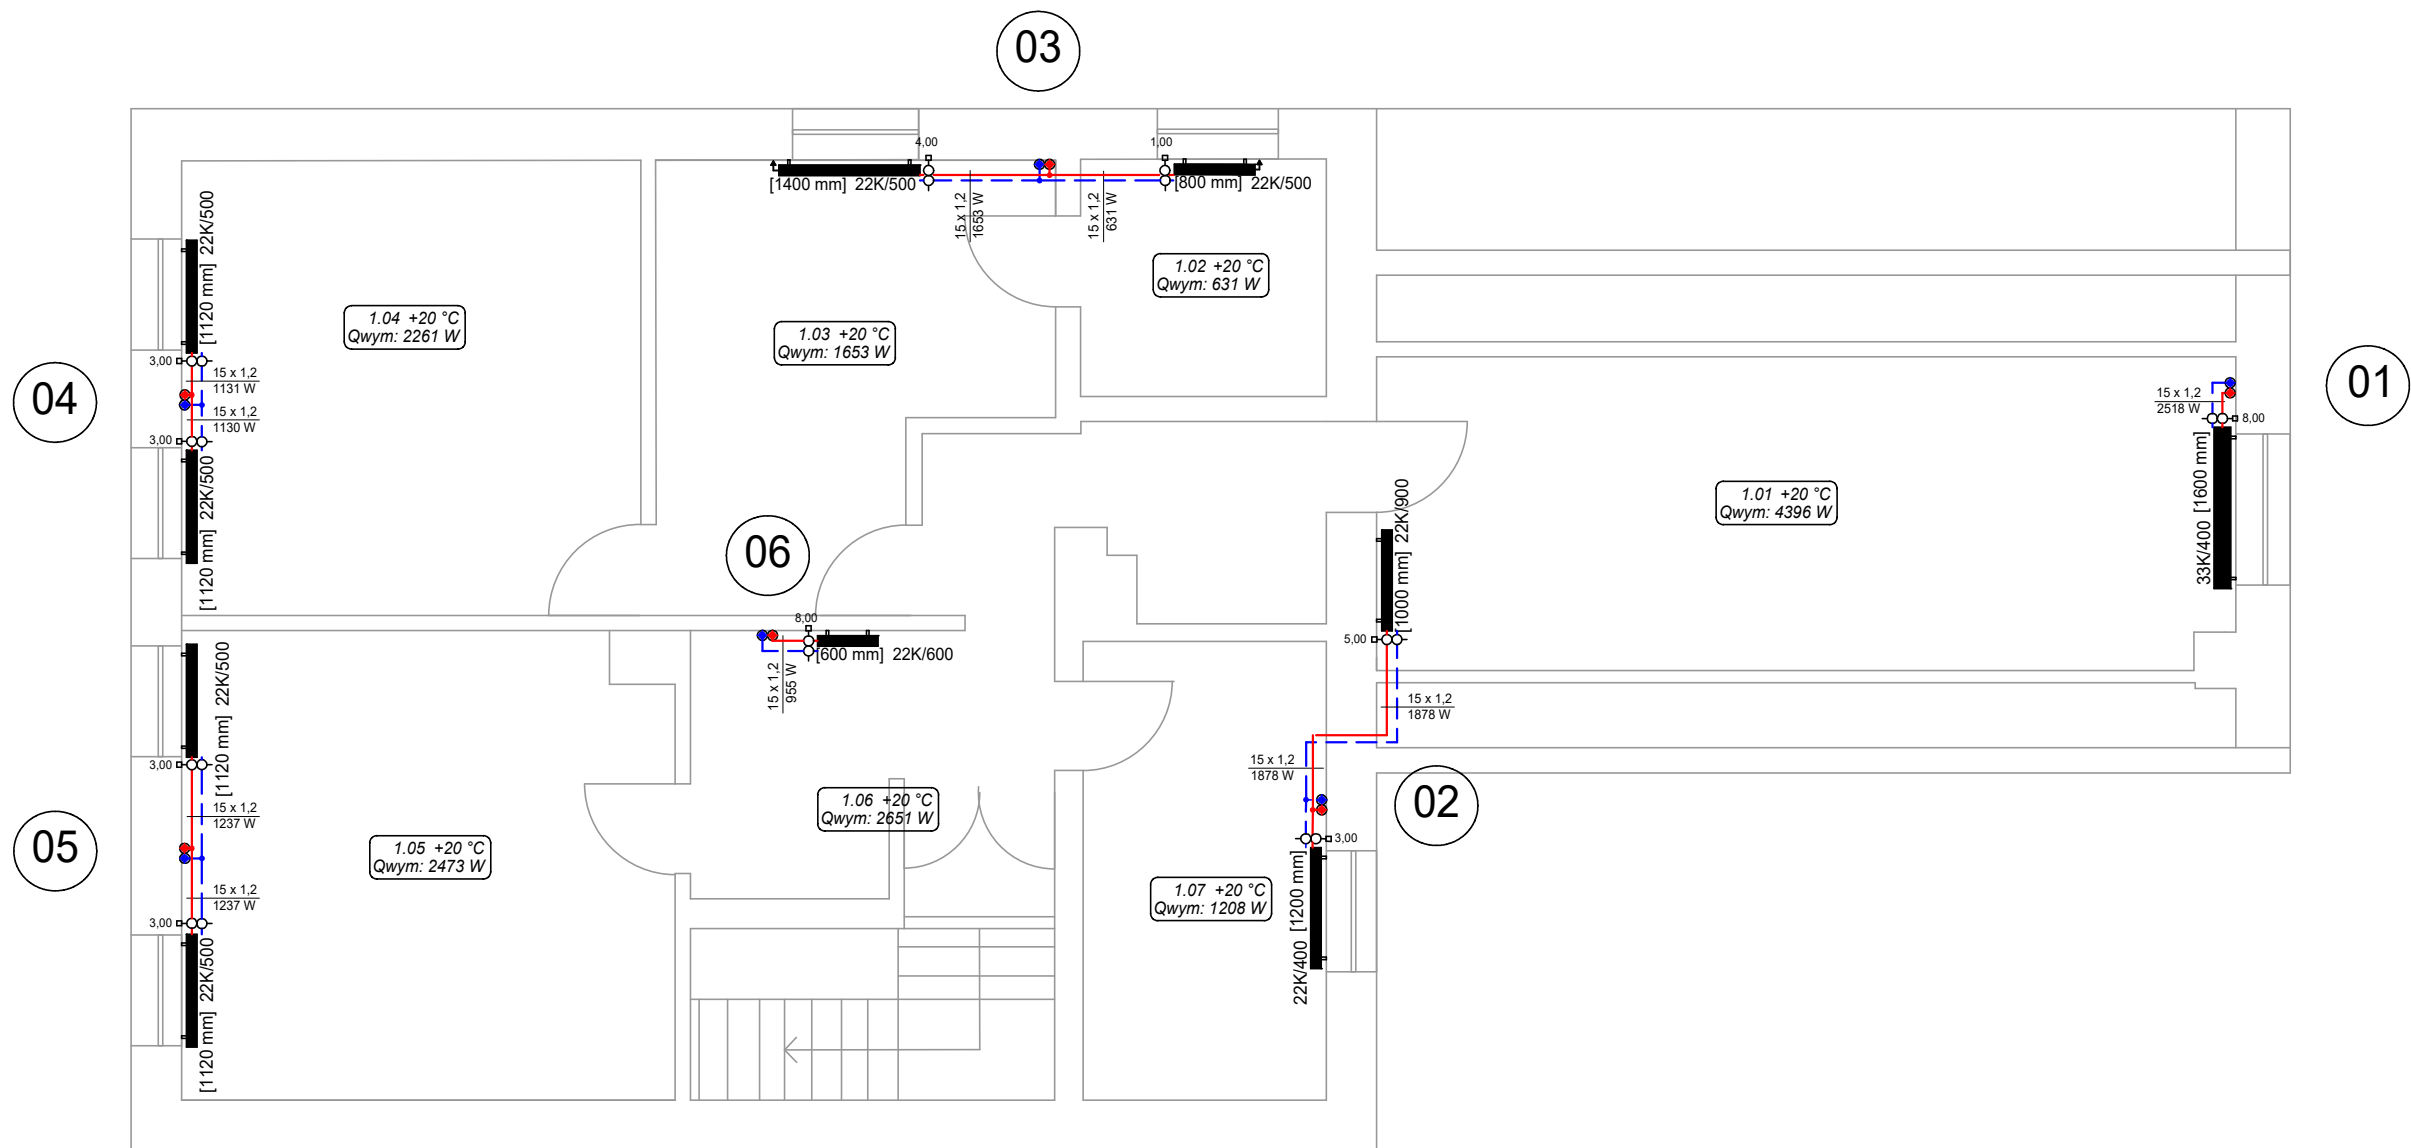 03
4,00
1,00
[1400 mm]  22K/500
[800 mm]  22K/500
15 x 1,2
1653 W
15 x 1,2
631 W
1.02  +20 °C
Qwym: 631 W
[1120 mm]  22K/500
1.04  +20 °C
Qwym: 2261 W
1.03  +20 °C
Qwym: 1653 W
04
3,00
15 x 1,2
1131 W
15 x 1,2
1130 W
3,00
[1120 mm]  22K/500
01
15 x 1,2
2518 W
8,00
33K/400  [1600 mm]
1.01  +20 °C
Qwym: 4396 W
[1000 mm]  22K/900
5,00
15 x 1,2
1878 W
06
8,00
[600 mm]  22K/600
15 x 1,2
955 W
[1120 mm]  22K/500
3,00
15 x 1,2
1237 W
05
15 x 1,2
1237 W
3,00
[1120 mm]  22K/500
1.05  +20 °C
Qwym: 2473 W
1.06  +20 °C
Qwym: 2651 W
15 x 1,2
1878 W
02
3,00
22K/400  [1200 mm]
1.07  +20 °C
Qwym: 1208 W